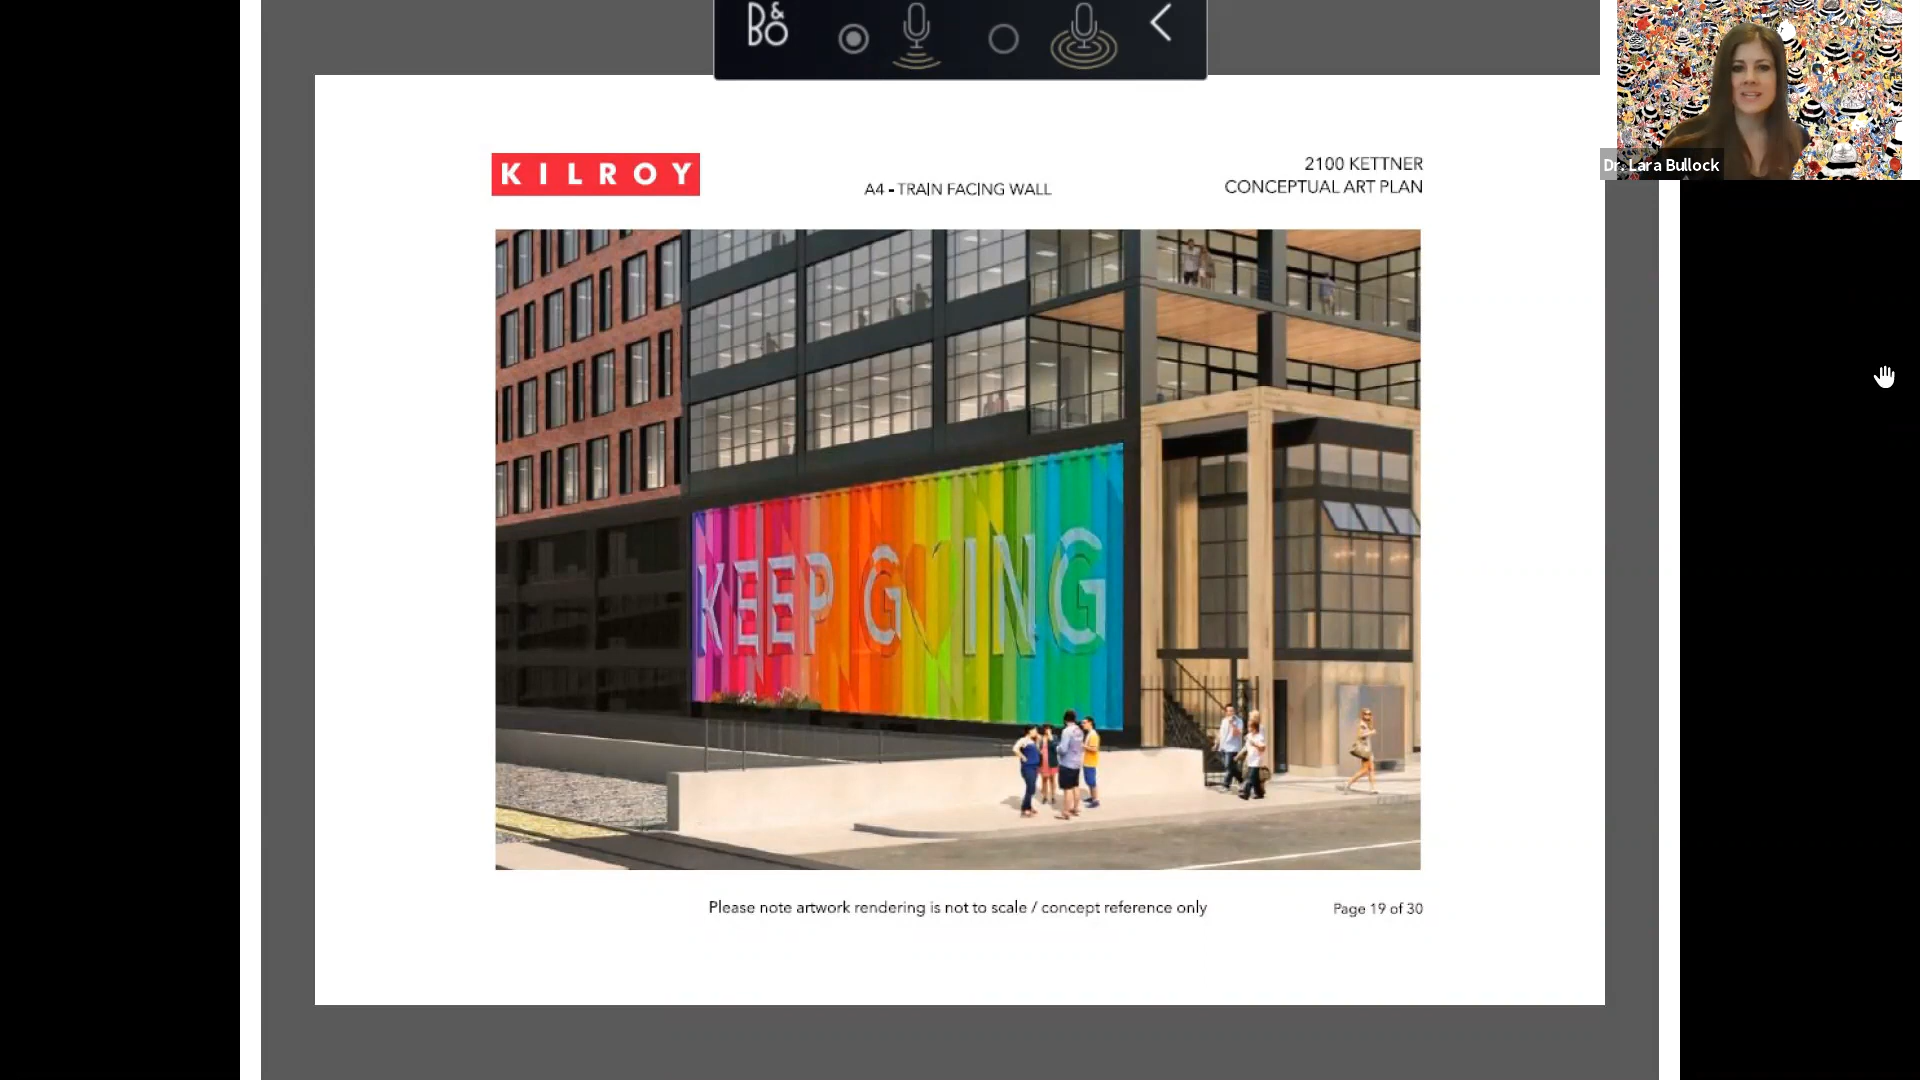 B&O
KILROY
A4 - TRAIN FACING WALL
2100 KETTNER
CONCEPTUAL ART PLAN
Dr. Lara Bullock
KEEP G ING
Please note artwork rendering is not to scale / concept reference only
Page 19 of 30